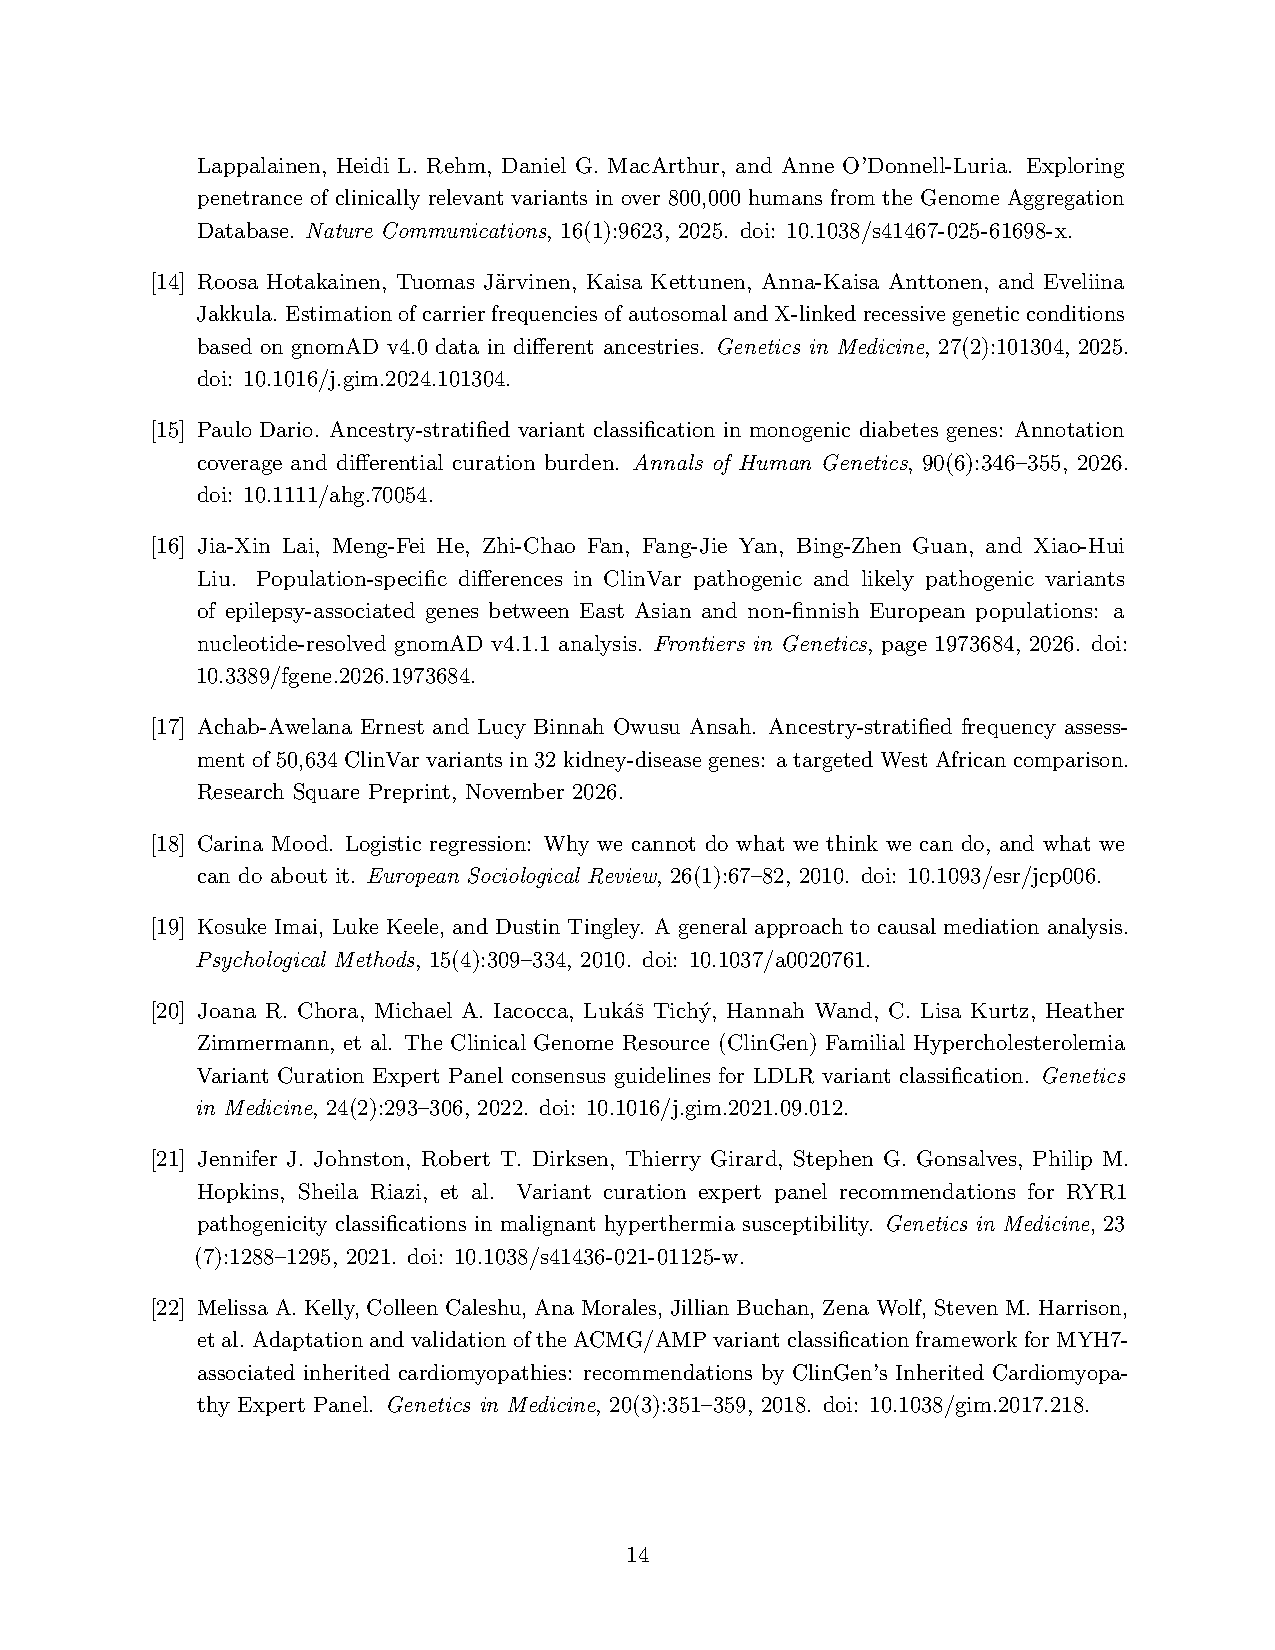 Lappalainen, Heidi L. Rehm, Daniel G. MacArthur, and Anne O'Donnell-Luria. Exploring
penetrance of clinically relevant variants in over 800,000 humans from the Genome Aggregation
Database. Nature Communications, 16(1):9623, 2025. doi: 10.1038/s41467-025-61698-x.
[14] Roosa Hotakainen, Tuomas Järvinen, Kaisa Kettunen, Anna-Kaisa Anttonen, and Eveliina
Jakkula. Estimation of carrier frequencies of autosomal and X-linked recessive genetic conditions
based on gnomAD v4.0 data in different ancestries. Genetics in Medicine, 27(2):101304, 2025.
doi: 10.1016/j.gim.2024.101304.
[15] Paulo Dario. Ancestry-stratified variant classification in monogenic diabetes genes: Annotation
coverage and differential curation burden. Annals of Human Genetics, 90(6):346–355, 2026.
doi: 10.1111/ahg.70054.
[16] Jia-Xin Lai, Meng-Fei He, Zhi-Chao Fan, Fang-Jie Yan, Bing-Zhen Guan, and Xiao-Hui
Liu. Population-specific differences in ClinVar pathogenic and likely pathogenic variants
of epilepsy-associated genes between East Asian and non-finnish European populations: a
nucleotide-resolved gnomAD v4.1.1 analysis. Frontiers in Genetics, page 1973684, 2026. doi:
10.3389/fgene.2026.1973684.
[17] Achab-Awelana Ernest and Lucy Binnah Owusu Ansah. Ancestry-stratified frequency assess-
ment of 50,634 ClinVar variants in 32 kidney-disease genes: a targeted West African comparison.
Research Square Preprint, November 2026.
[18] Carina Mood. Logistic regression: Why we cannot do what we think we can do, and what we
can do about it. European Sociological Review, 26(1):67–82, 2010. doi: 10.1093/esr/jcp006.
[19] Kosuke Imai, Luke Keele, and Dustin Tingley. A general approach to causal mediation analysis.
Psychological Methods, 15(4):309–334, 2010. doi: 10.1037/a0020761.
[20] Joana R. Chora, Michael A. Iacocca, Lukáš Tichý, Hannah Wand, C. Lisa Kurtz, Heather
Zimmermann, et al. The Clinical Genome Resource (ClinGen) Familial Hypercholesterolemia
Variant Curation Expert Panel consensus guidelines for LDLR variant classification. Genetics
in Medicine, 24(2):293–306, 2022. doi: 10.1016/j.gim.2021.09.012.
[21] Jennifer J. Johnston, Robert T. Dirksen, Thierry Girard, Stephen G. Gonsalves, Philip M.
Hopkins, Sheila Riazi, et al. Variant curation expert panel recommendations for RYR1
pathogenicity classifications in malignant hyperthermia susceptibility. Genetics in Medicine, 23
(7):1288–1295, 2021. doi: 10.1038/s41436-021-01125-w.
[22] Melissa A. Kelly, Colleen Caleshu, Ana Morales, Jillian Buchan, Zena Wolf, Steven M. Harrison,
et al. Adaptation and validation of the ACMG/AMP variant classification framework for MYH7-
associated inherited cardiomyopathies: recommendations by ClinGen's Inherited Cardiomyopa-
thy Expert Panel. Genetics in Medicine, 20(3):351–359, 2018. doi: 10.1038/gim.2017.218.
14